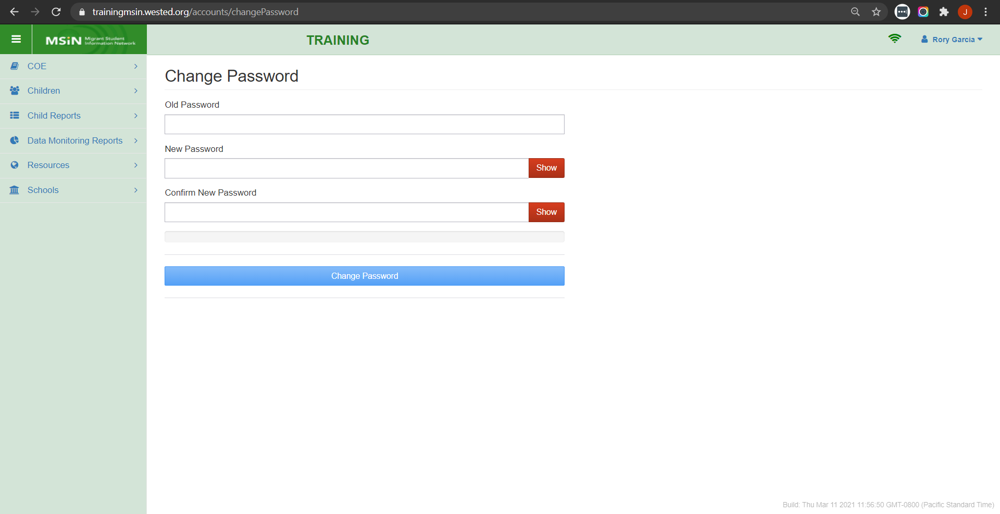 trainingmsin.wested.org/accounts/changePassword
J
MSiN Migrant Student
Information Network
TRAINING
Rory Garcia
COE
Children
Child Reports
Data Monitoring Reports
Resources
Schools
Change Password
Old Password
New Password
Show
Confirm New Password
Show
Change Password
Build: Thu Mar 11 2021 11:56:50 GMT-0800 (Pacific Standard Time)